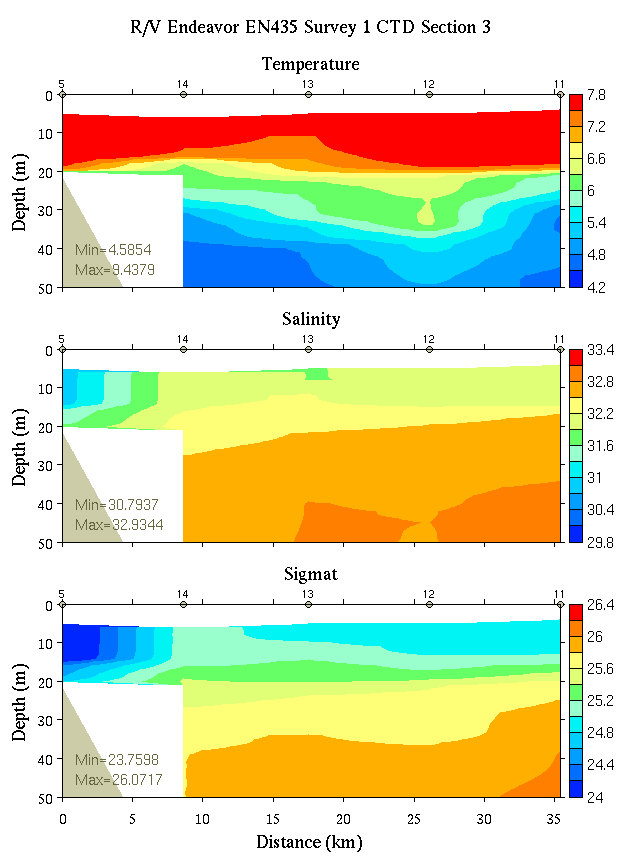 R/V Endeavor EN435 Survey 1 CTD Section 3
Temperature
5 14 13 12 11
0 10 20 30 40 50
Depth (m)
Min=4.5854
Max=9.4379
7.8 7.2 6.6 6 5.4 4.8 4.2
Salinity
5 14 13 12 11
0 10 20 30 40 50
Depth (m)
Min=30.7937
Max=32.9344
33.4 32.8 32.2 31.6 31 30.4 29.8
Sigmat
5 14 13 12 11
0 10 20 30 40 50
Depth (m)
Min=23.7598
Max=26.0717
26.4 26 25.6 25.2 24.8 24.4 24
0 5 10 15 20 25 30 35
Distance (km)